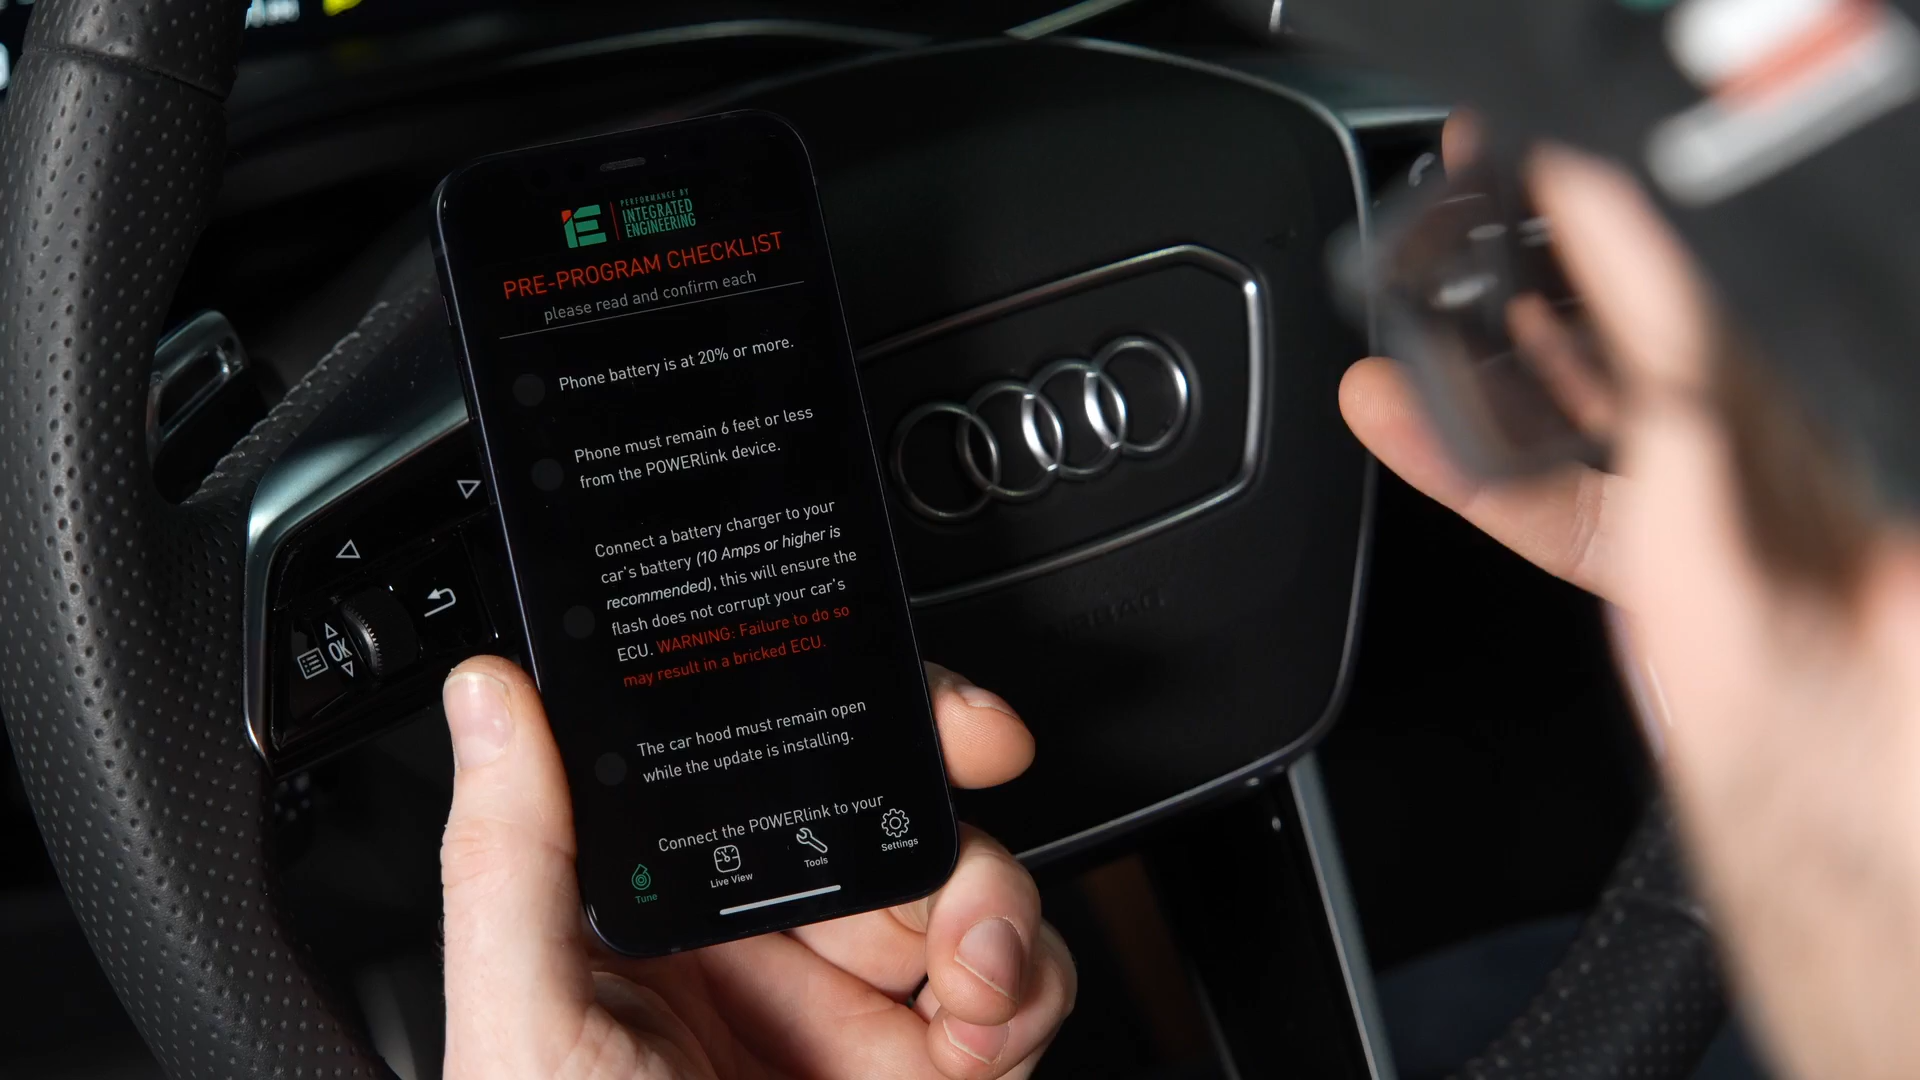 PERFORMANCE BY
IE INTEGRATED
ENGINEERING
PRE-PROGRAM CHECKLIST
please read and confirm each
Phone battery is at 20% or more.
Phone must remain 6 feet or less
from the POWERlink device.
Connect a battery charger to your
car's battery (10 Amps or higher is
recommended), this will ensure the
flash does not corrupt your car's
ECU. WARNING: Failure to do so
may result in a bricked ECU.
The car hood must remain open
while the update is installing.
Connect the POWERlink to your
Tune
Live View
Tools
Settings
OK